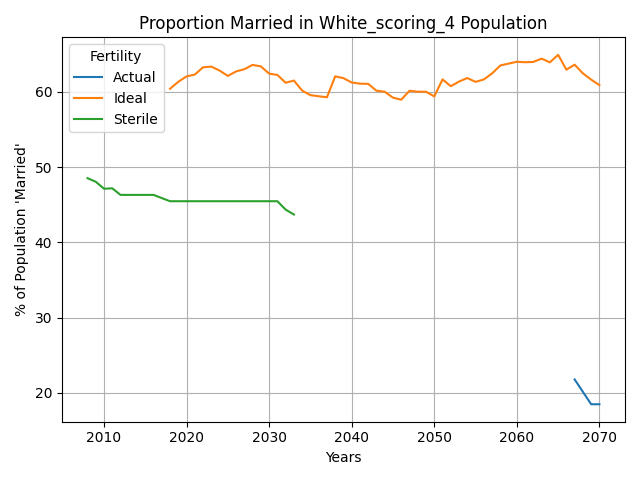 Proportion Married in White_scoring_4 Population
Fertility
Actual
Ideal
Sterile
% of Population 'Married'
60
50
40
30
20
2010 2020 2030 2040 2050 2060 2070
Years